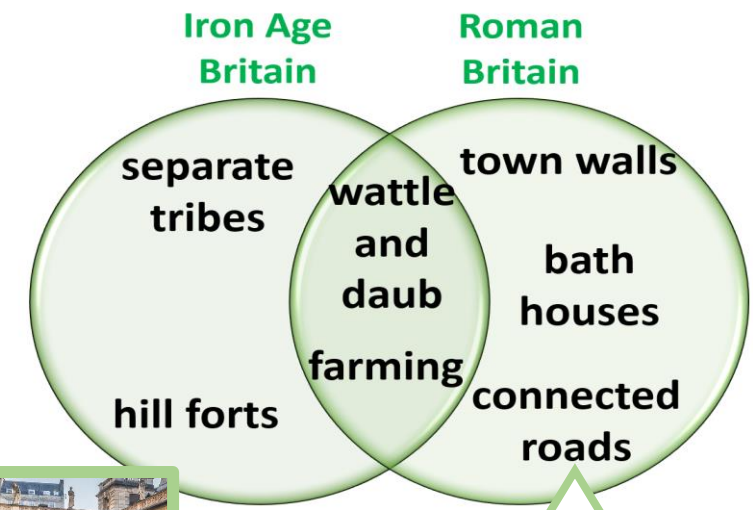 Iron Age
Britain
Roman
Britain
separate
tribes
hill forts
wattle
and
daub
farming
town walls
bath
houses
connected
roads